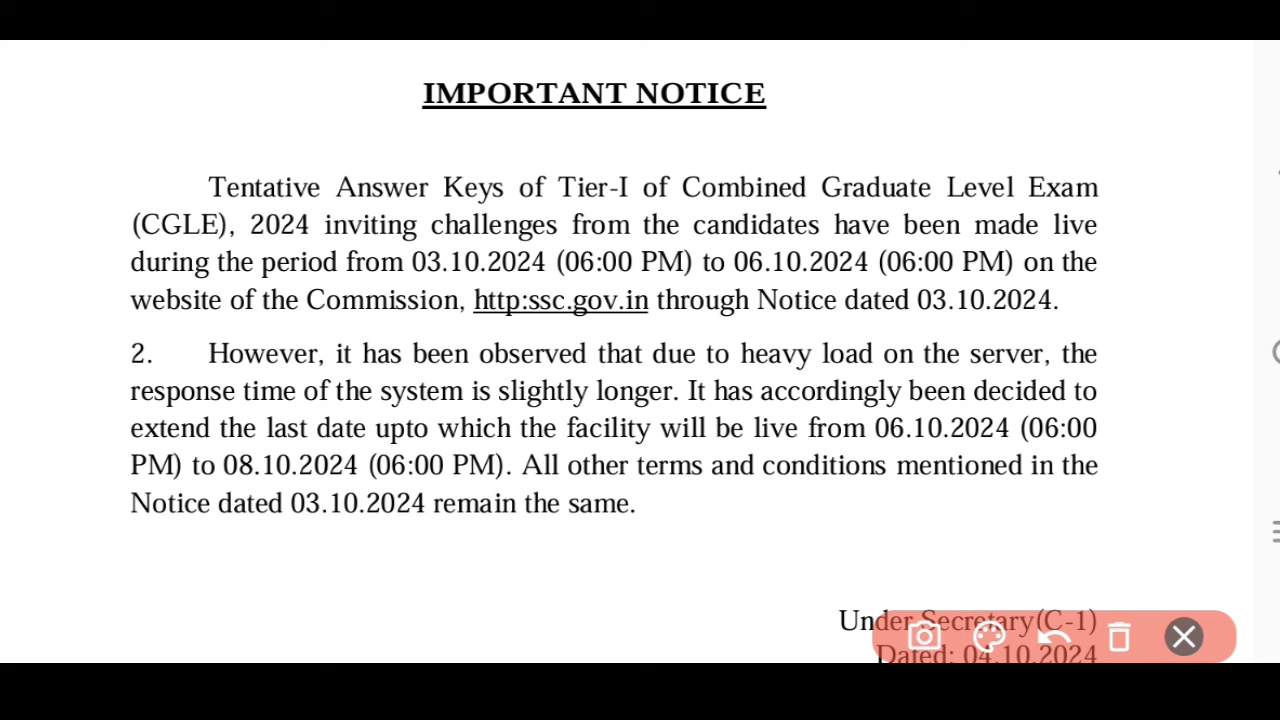 IMPORTANT NOTICE
Tentative Answer Keys of Tier-I of Combined Graduate Level Exam
(CGLE), 2024 inviting challenges from the candidates have been made live
during the period from 03.10.2024 (06:00 PM) to 06.10.2024 (06:00 PM) on the
website of the Commission, http:ssc.gov.in through Notice dated 03.10.2024.
2. However, it has been observed that due to heavy load on the server, the
response time of the system is slightly longer. It has accordingly been decided to
extend the last date upto which the facility will be live from 06.10.2024 (06:00
PM) to 08.10.2024 (06:00 PM). All other terms and conditions mentioned in the
Notice dated 03.10.2024 remain the same.
Under Secretary(C-1)
Dated: 04.10.2024